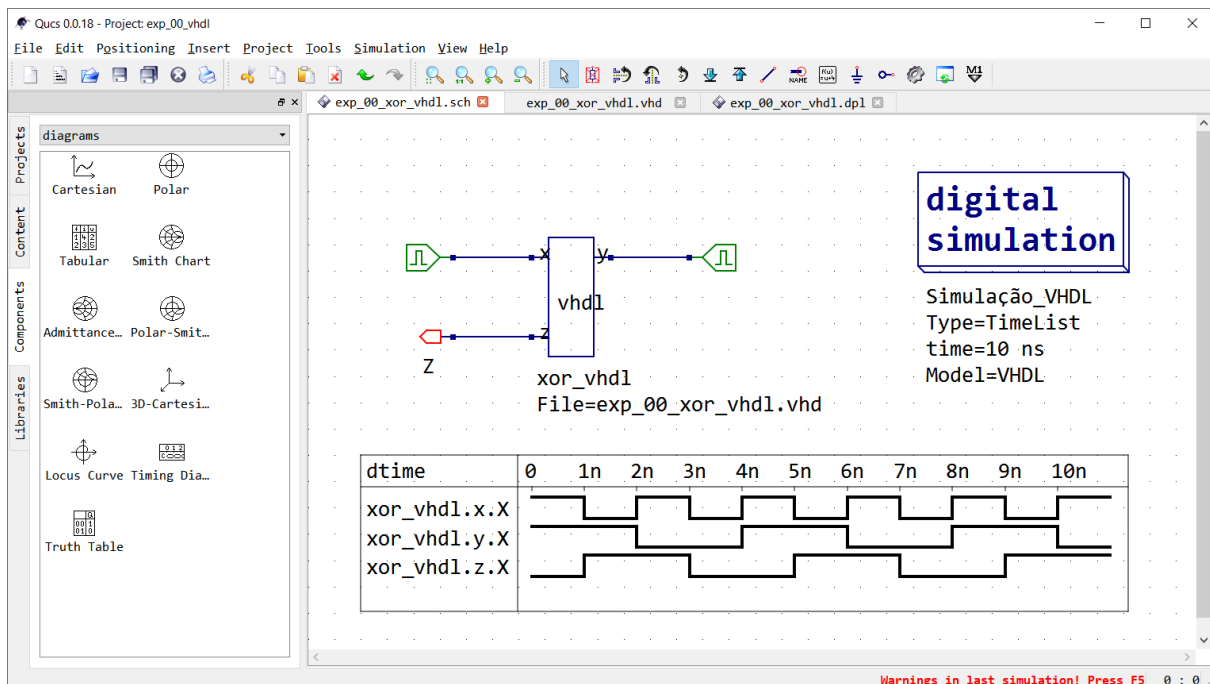 Qucs 0.0.18 - Project: exp_00_vhdl
File Edit Positioning Insert Project Tools Simulation View Help
NAME
M1
exp_00_xor_vhdl.sch exp_00_xor_vhdl.vhd exp_00_xor_vhdl.dpl
Projects
Content
Components
Libraries
diagrams
Cartesian Polar
Tabular Smith Chart
Admittance… Polar-Smit…
Smith-Pola… 3D-Cartesi…
Locus Curve Timing Dia…
Truth Table
x y
vhdl
z
Z
xor_vhdl
File=exp_00_xor_vhdl.vhd
digital
simulation
Simulação_VHDL
Type=TimeList
time=10 ns
Model=VHDL
dtime 0 1n 2n 3n 4n 5n 6n 7n 8n 9n 10n
xor_vhdl.x.X
xor_vhdl.y.X
xor_vhdl.z.X
Warnings in last simulation! Press F5 0 : 0